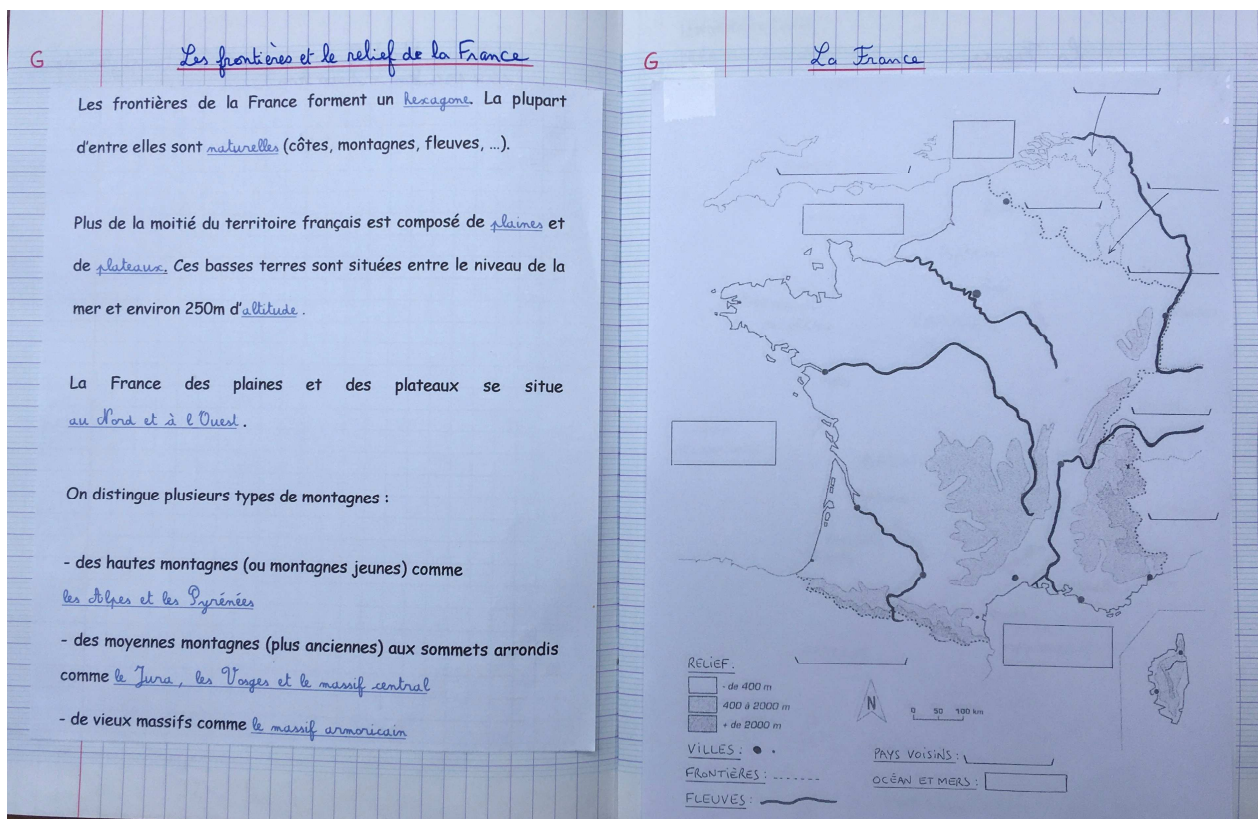 G
Les frontières et le relief de la France
Les frontières de la France forment un hexagone. La plupart
d'entre elles sont naturelles (côtes, montagnes, fleuves, ...).
Plus de la moitié du territoire français est composé de plaines et
de plateaux. Ces basses terres sont situées entre le niveau de la
mer et environ 250m d'altitude.
La France des plaines et des plateaux se situe
au Nord et à l'Ouest.
On distingue plusieurs types de montagnes :
- des hautes montagnes (ou montagnes jeunes) comme
les Alpes et les Pyrénées
- des moyennes montagnes (plus anciennes) aux sommets arrondis
comme le Jura, les Vosges et le massif central
- de vieux massifs comme le massif armoricain
G
La France
RELIEF :
- de 400 m
400 à 2000 m
+ de 2000 m
N
0 50 100 km
VILLES :
FRONTIÈRES :
FLEUVES :
PAYS VOISINS :
OCÉAN ET MERS :